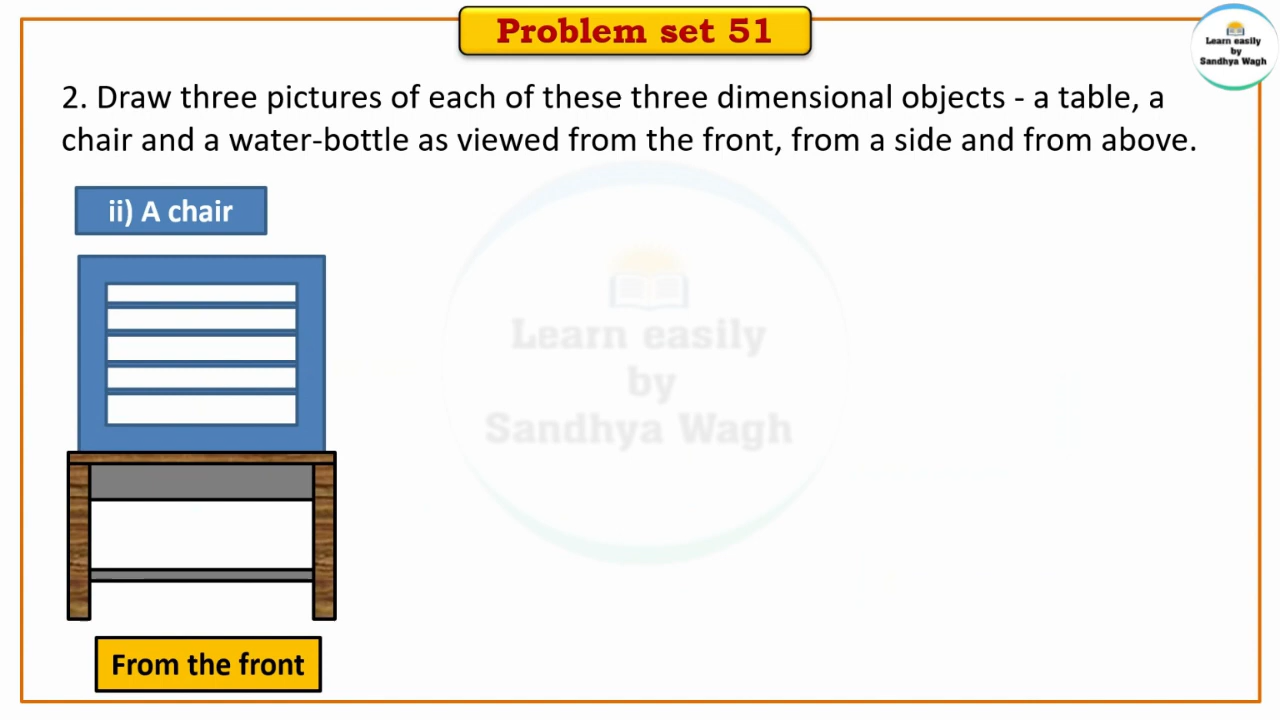 Problem set 51
Learn easily
by
Sandhya Wagh
2. Draw three pictures of each of these three dimensional objects - a table, a
chair and a water-bottle as viewed from the front, from a side and from above.
ii) A chair
Learn easily
by
Sandhya Wagh
From the front